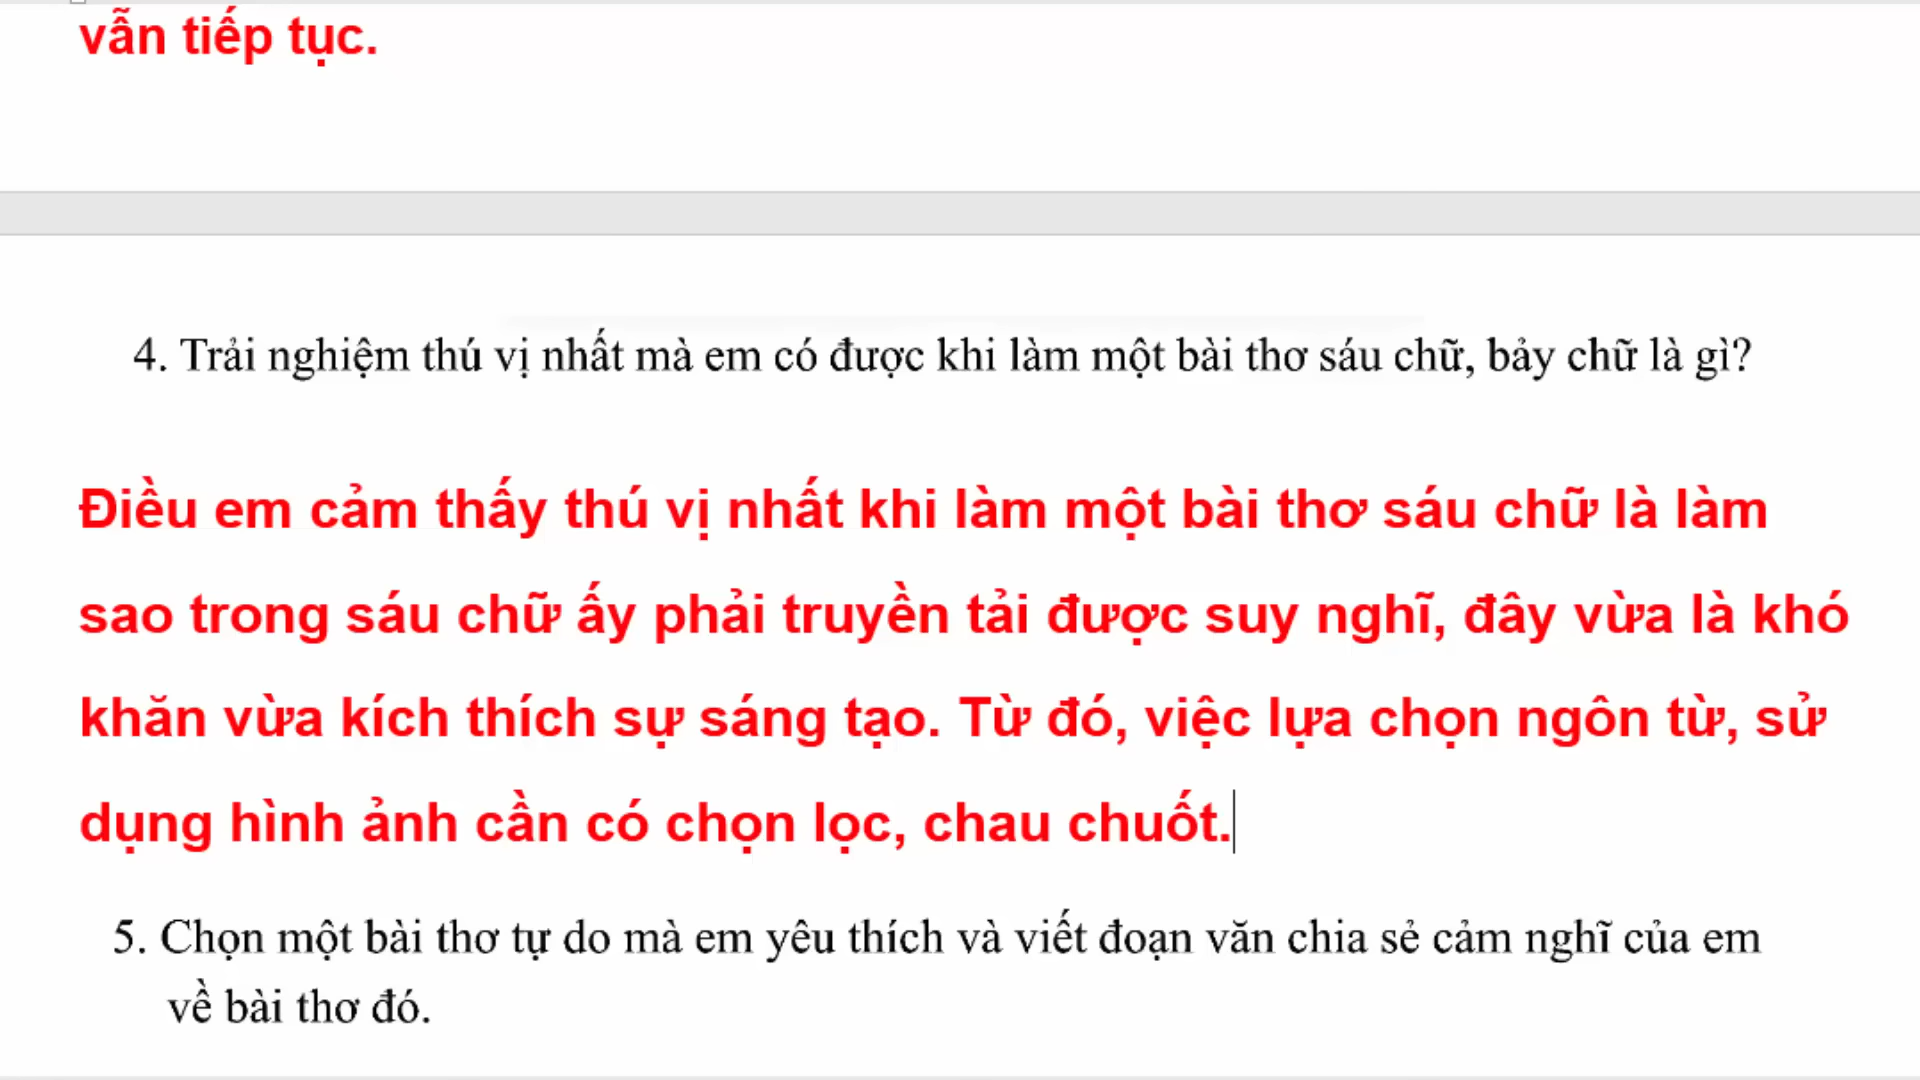 vẫn tiếp tục.
4. Trải nghiệm thú vị nhất mà em có được khi làm một bài thơ sáu chữ, bảy chữ là gì?
Điều em cảm thấy thú vị nhất khi làm một bài thơ sáu chữ là làm
sao trong sáu chữ ấy phải truyền tải được suy nghĩ, đây vừa là khó
khăn vừa kích thích sự sáng tạo. Từ đó, việc lựa chọn ngôn từ, sử
dụng hình ảnh cần có chọn lọc, chau chuốt.
5. Chọn một bài thơ tự do mà em yêu thích và viết đoạn văn chia sẻ cảm nghĩ của em
về bài thơ đó.